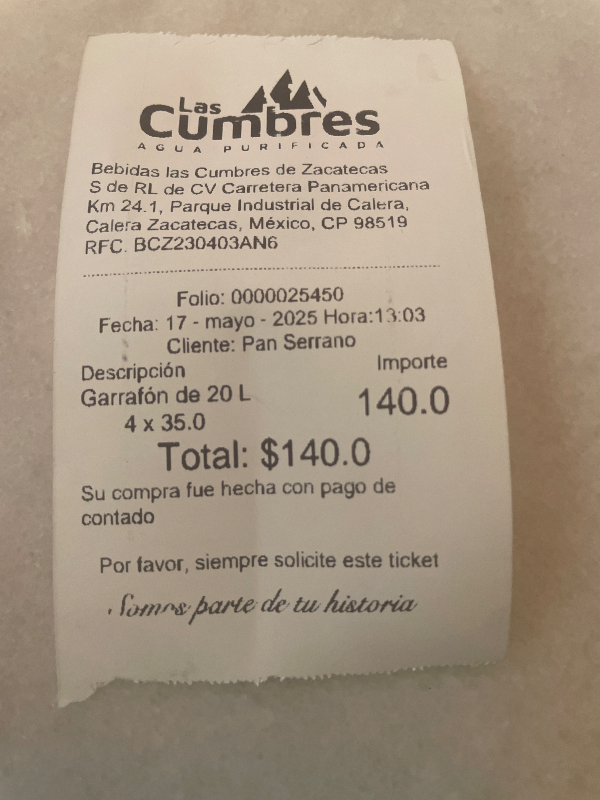 Las
Cumbres
AGUA PURIFICADA
Bebidas las Cumbres de Zacatecas
S de RL de CV Carretera Panamericana
Km 24.1, Parque Industrial de Calera,
Calera Zacatecas, México, CP 98519
RFC. BCZ230403AN6
Folio: 0000025450
Fecha: 17 - mayo - 2025 Hora:13:03
Cliente: Pan Serrano
Descripción Importe
Garrafón de 20 L 140.0
4 x 35.0
Total: $140.0
Su compra fue hecha con pago de
contado
Por favor, siempre solicite este ticket
Somos parte de tu historia